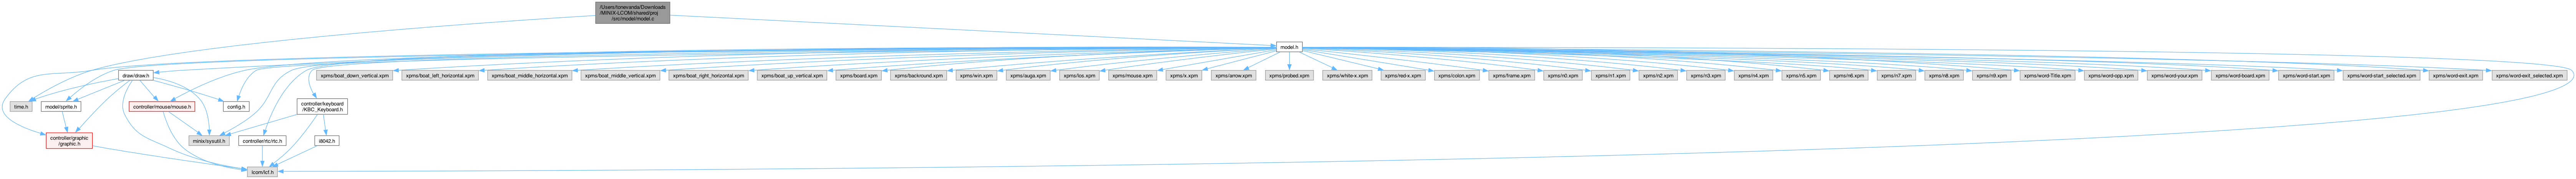 /Users/tonevanda/Downloads
/MINIX-LCOM/shared/proj
/src/model/model.c
model.h
draw/draw.h
xpms/boat_down_vertical.xpm
xpms/boat_left_horizontal.xpm
xpms/boat_middle_horizontal.xpm
xpms/boat_middle_vertical.xpm
xpms/boat_right_horizontal.xpm
xpms/boat_up_vertical.xpm
xpms/board.xpm
xpms/backround.xpm
xpms/win.xpm
xpms/auga.xpm
xpms/mouse.xpm
xpms/x.xpm
xpms/arrow.xpm
xpms/probed.xpm
xpms/white-x.xpm
xpms/red-x.xpm
xpms/colon.xpm
xpms/frame.xpm
xpms/n0.xpm
xpms/n1.xpm
xpms/n2.xpm
xpms/n3.xpm
xpms/n4.xpm
xpms/n5.xpm
xpms/n6.xpm
xpms/n7.xpm
xpms/n8.xpm
xpms/n9.xpm
xpms/word-Title.xpm
xpms/word-opp.xpm
xpms/word-your.xpm
xpms/word-board.xpm
xpms/word-start.xpm
xpms/word-start_selected.xpm
xpms/word-exit.xpm
xpms/word-exit_selected.xpm
time.h
model/sprite.h
controller/mouse/mouse.h
config.h
controller/keyboard
/KBC_Keyboard.h
controller/graphic
/graphic.h
minix/sysutil.h
controller/rtc/rtc.h
i8042.h
lcom/lcf.h